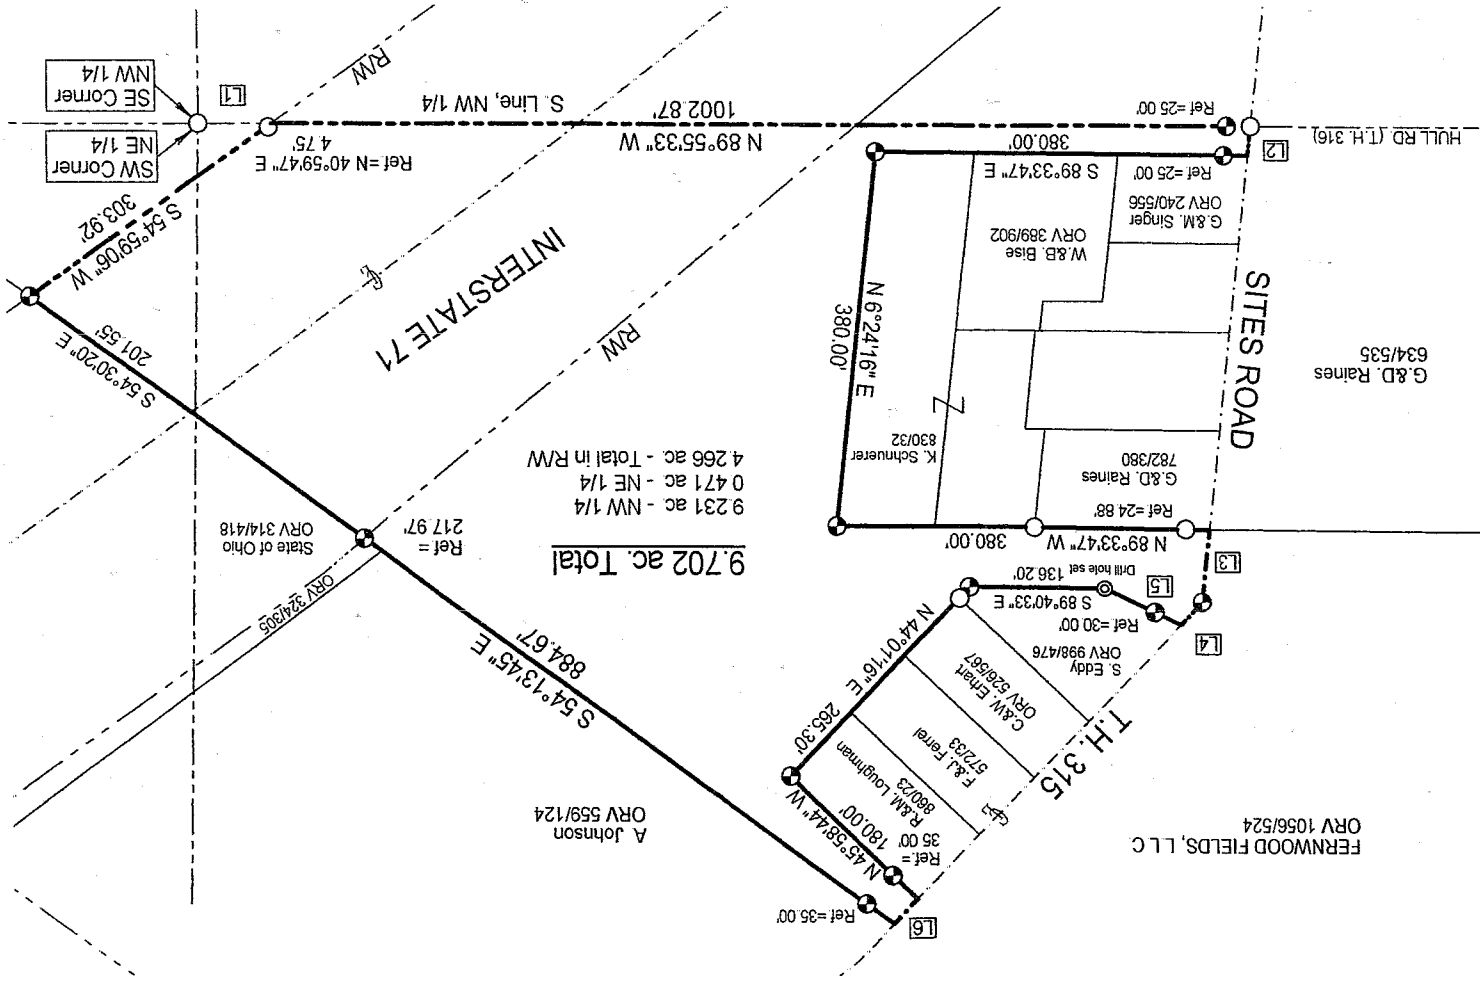 FERNWOOD FIELDS, L L C
ORV 1056/524
L6
Ref=35.00'
N 45°58'44" W
180.00'
Ref =
35 00'
A Johnson
ORV 559/124
T.H. 315
R.&M. Loughman
860/23
F.&J. Ferrel
572/33
C.&W. Erhart
ORV 526/567
S. Eddy
ORV 998/476
N 44°01'16" E
265.30'
S 54°13'45" E
884.67'
L4
Ref=30 00'
L5
S 89°40'33" E
136.20'
Drill hole set
L3
N 89°33'47" W
380.00'
Ref=24.88'
ORV 324/305
State of Ohio
ORV 314/418
Ref =
217.97'
9.702 ac. Total
9.231 ac - NW 1/4
0 471 ac - NE 1/4
4.266 ac - Total in R/W
G.&D. Raines
782/380
K. Schnuerer
830/32
SITES ROAD
G.&D. Raines
634/535
N 6°24'16" E
380.00'
R/W
INTERSTATE 71
S 54°30'20" E
201.55'
W.&B. Bise
ORV 389/902
G.&M. Singer
ORV 240/556
Ref=25 00'
S 89°33'47" E
380.00'
L2
HULL RD (T.H. 316)
Ref=25 00'
N 89°55'33" W
1002.87'
S. Line, NW 1/4
Ref = N 40°59'47" E
4.75'
S 54°59'06" W
303.92'
SW Corner
NE 1/4
L1
SE Corner
NW 1/4
R/W